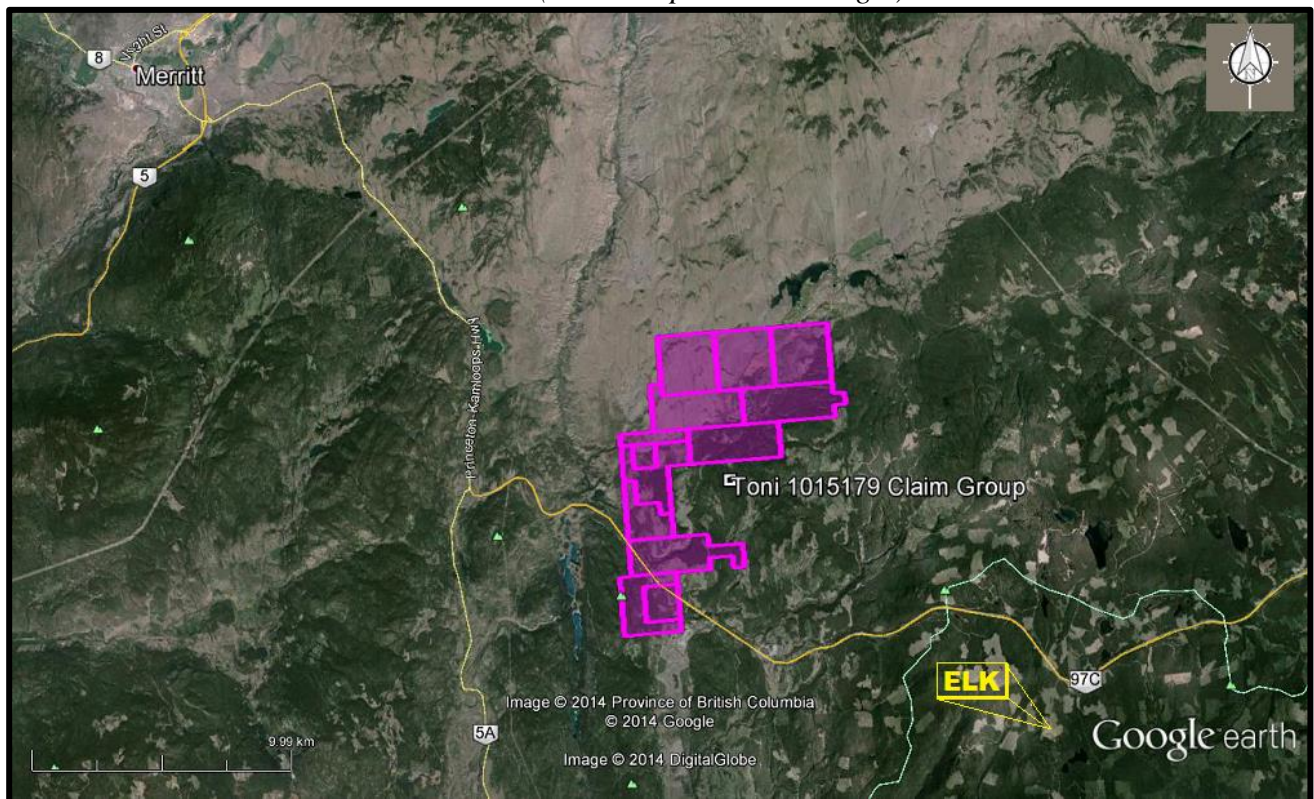 8
Merritt
5
Princeton-Kamloops Hwy
Toni 1015179 Claim Group
ELK
97C
Image © 2014 Province of British Columbia
© 2014 Google
5A
Image © 2014 DigitalGlobe
9.99 km
Google earth